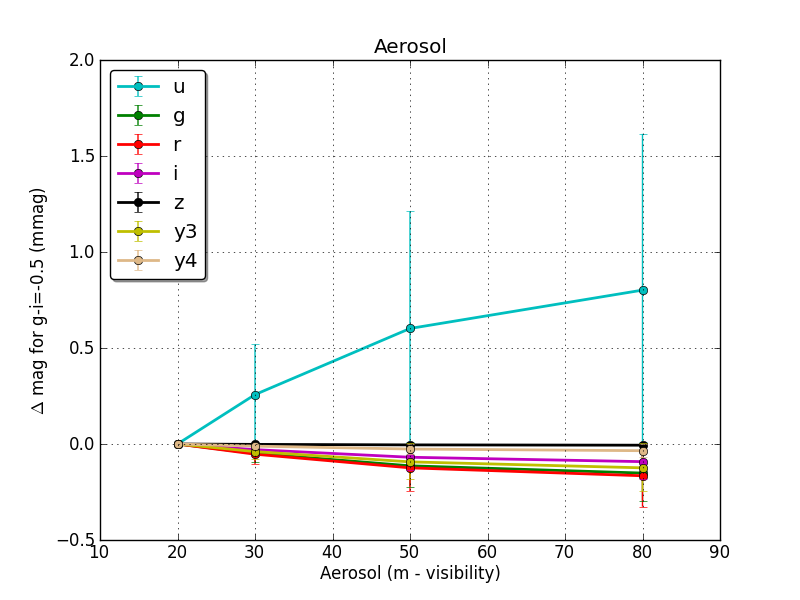 Aerosol
2.0
1.5
1.0
0.5
0.0
−0.5
Δ mag for g-i=-0.5 (mmag)
u
g
r
i
z
y3
y4
10 20 30 40 50 60 70 80 90
Aerosol (m - visibility)